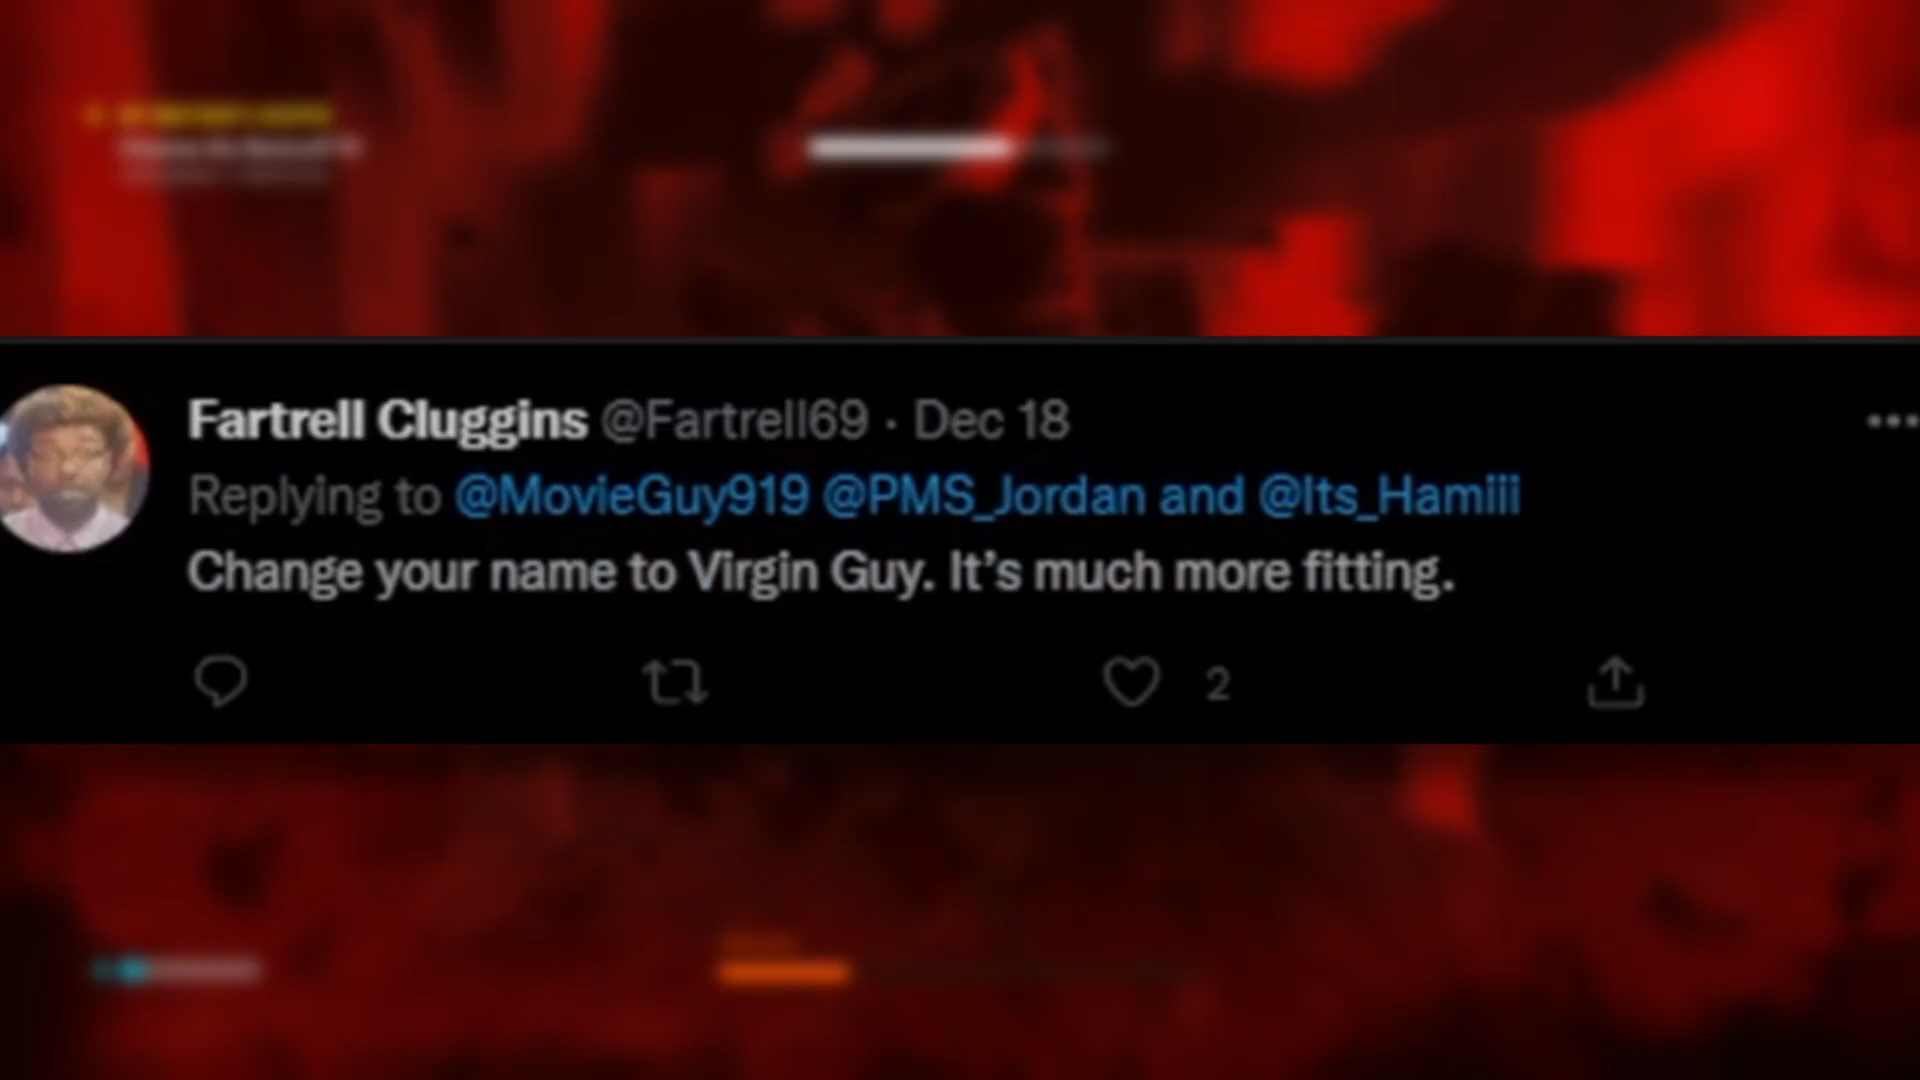 Fartrell Cluggins @Fartrell69 · Dec 18
Replying to @MovieGuy919 @PMS_Jordan and @Its_Hamiii
Change your name to Virgin Guy. It’s much more fitting.
2